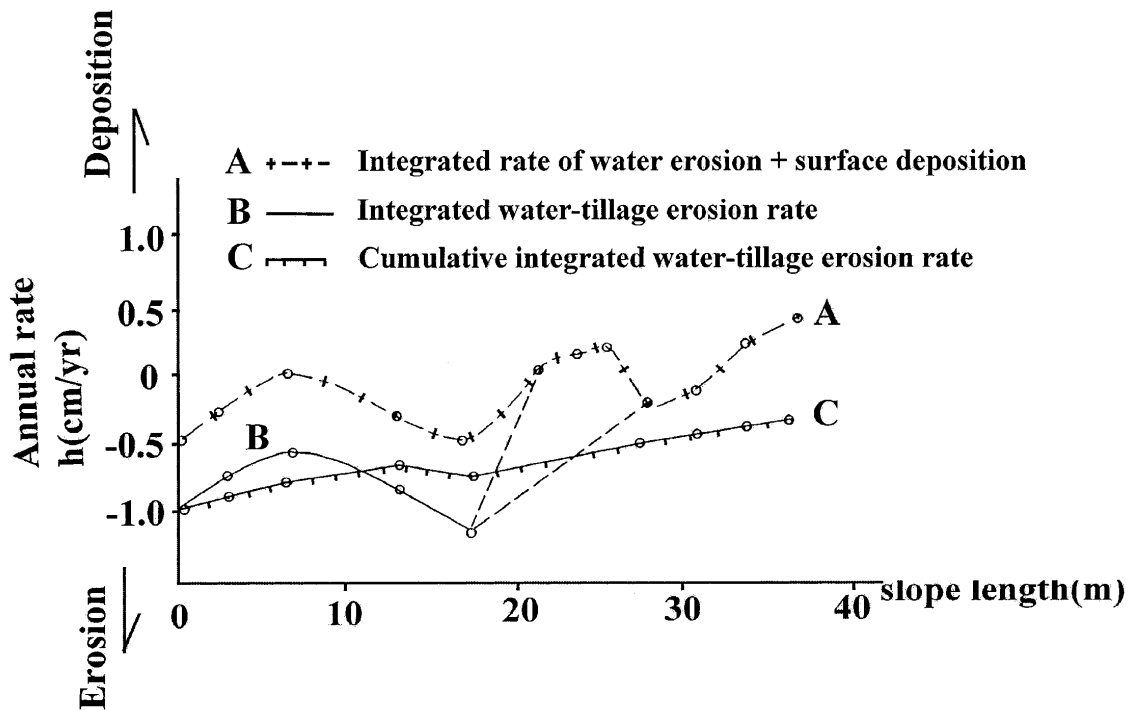 Deposition
A Integrated rate of water erosion + surface deposition
B Integrated water-tillage erosion rate
C Cumulative integrated water-tillage erosion rate
Annual rate
h(cm/yr)
1.0
0.5
0
-0.5
-1.0
A
B
C
0 10 20 30 40
slope length(m)
Erosion